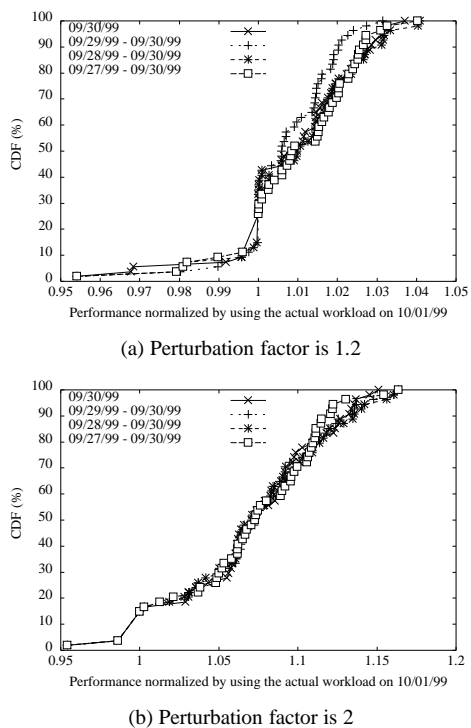 09/30/99
09/29/99 - 09/30/99
09/28/99 - 09/30/99
09/27/99 - 09/30/99
CDF (%)
100
90
80
70
60
50
40
30
20
10
0
0.95 0.96 0.97 0.98 0.99 1 1.01 1.02 1.03 1.04 1.05
Performance normalized by using the actual workload on 10/01/99
(a) Perturbation factor is 1.2
09/30/99
09/29/99 - 09/30/99
09/28/99 - 09/30/99
09/27/99 - 09/30/99
CDF (%)
100
90
80
70
60
50
40
30
20
10
0
0.95 1 1.05 1.1 1.15 1.2
Performance normalized by using the actual workload on 10/01/99
(b) Perturbation factor is 2